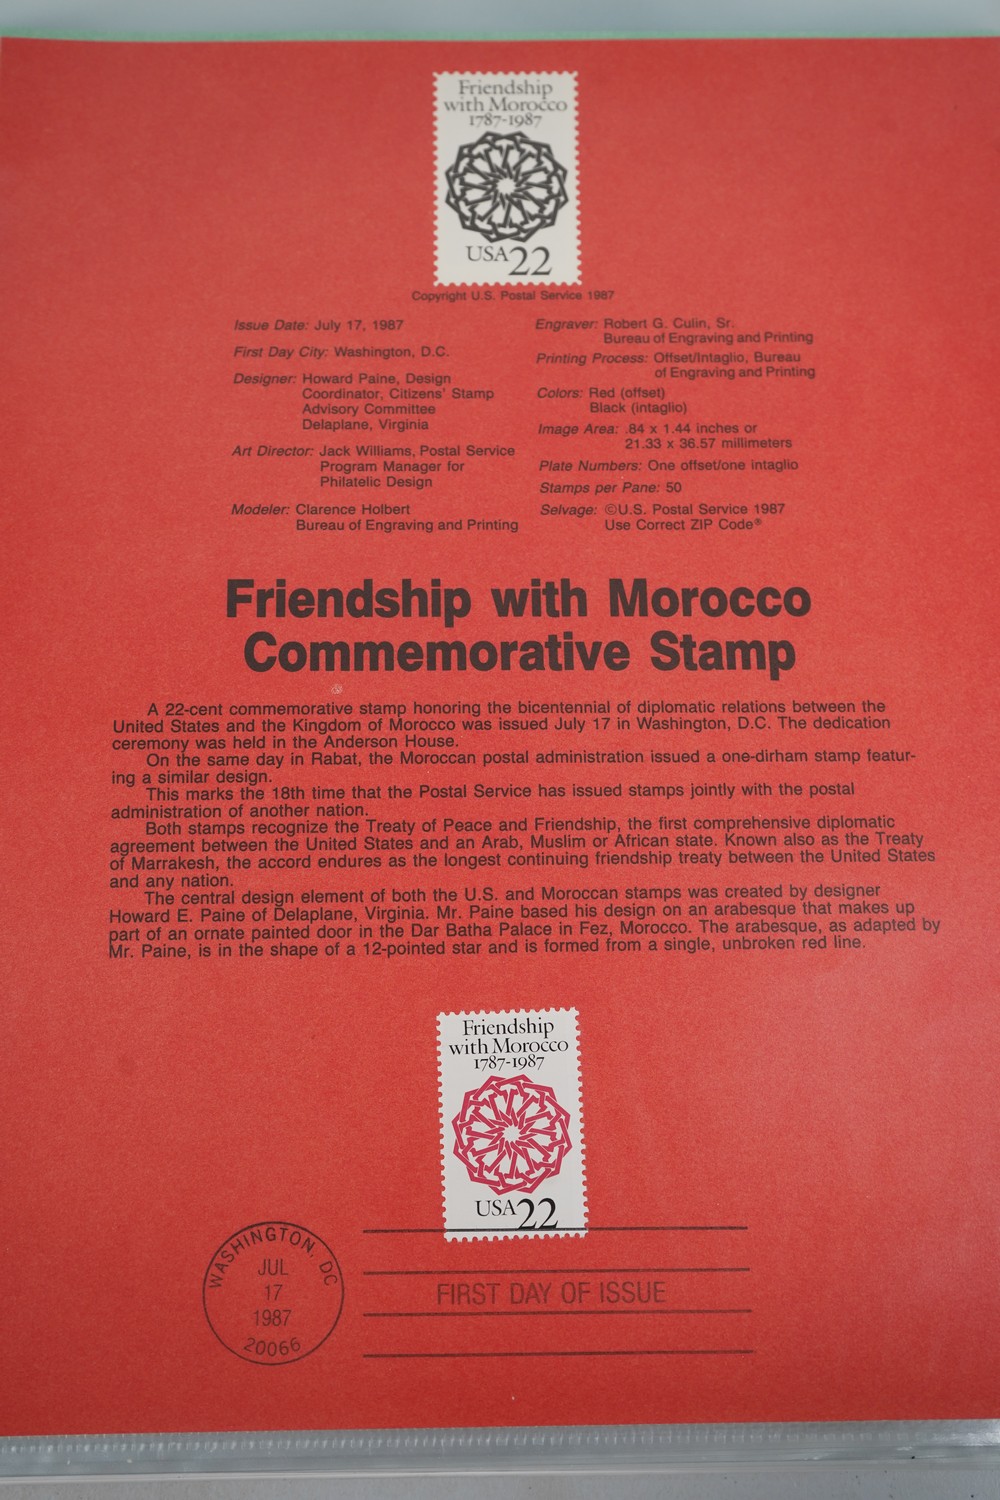 Friendship
with Morocco
1787-1987
USA 22
Copyright U.S. Postal Service 1987
Issue Date: July 17, 1987
First Day City: Washington, D.C.
Designer: Howard Paine, Design
Coordinator, Citizens' Stamp
Advisory Committee
Delaplane, Virginia
Art Director: Jack Williams, Postal Service
Program Manager for
Philatelic Design
Modeler: Clarence Holbert
Bureau of Engraving and Printing
Engraver: Robert G. Culin, Sr.
Bureau of Engraving and Printing
Printing Process: Offset/Intaglio, Bureau
of Engraving and Printing
Colors: Red (offset)
Black (intaglio)
Image Area: .84 x 1.44 inches or
21.33 x 36.57 millimeters
Plate Numbers: One offset/one intaglio
Stamps per Pane: 50
Selvage: ©U.S. Postal Service 1987
Use Correct ZIP Code®
Friendship with Morocco
Commemorative Stamp
A 22-cent commemorative stamp honoring the bicentennial of diplomatic relations between the
United States and the Kingdom of Morocco was issued July 17 in Washington, D.C. The dedication
ceremony was held in the Anderson House.
On the same day in Rabat, the Moroccan postal administration issued a one-dirham stamp featur-
ing a similar design.
This marks the 18th time that the Postal Service has issued stamps jointly with the postal
administration of another nation.
Both stamps recognize the Treaty of Peace and Friendship, the first comprehensive diplomatic
agreement between the United States and an Arab, Muslim or African state. Known also as the Treaty
of Marrakesh, the accord endures as the longest continuing friendship treaty between the United States
and any nation.
The central design element of both the U.S. and Moroccan stamps was created by designer
Howard E. Paine of Delaplane, Virginia. Mr. Paine based his design on an arabesque that makes up
part of an ornate painted door in the Dar Batha Palace in Fez, Morocco. The arabesque, as adapted by
Mr. Paine, is in the shape of a 12-pointed star and is formed from a single, unbroken red line.
Friendship
with Morocco
1787-1987
USA 22
WASHINGTON, DC
JUL
17
1987
20066
FIRST DAY OF ISSUE